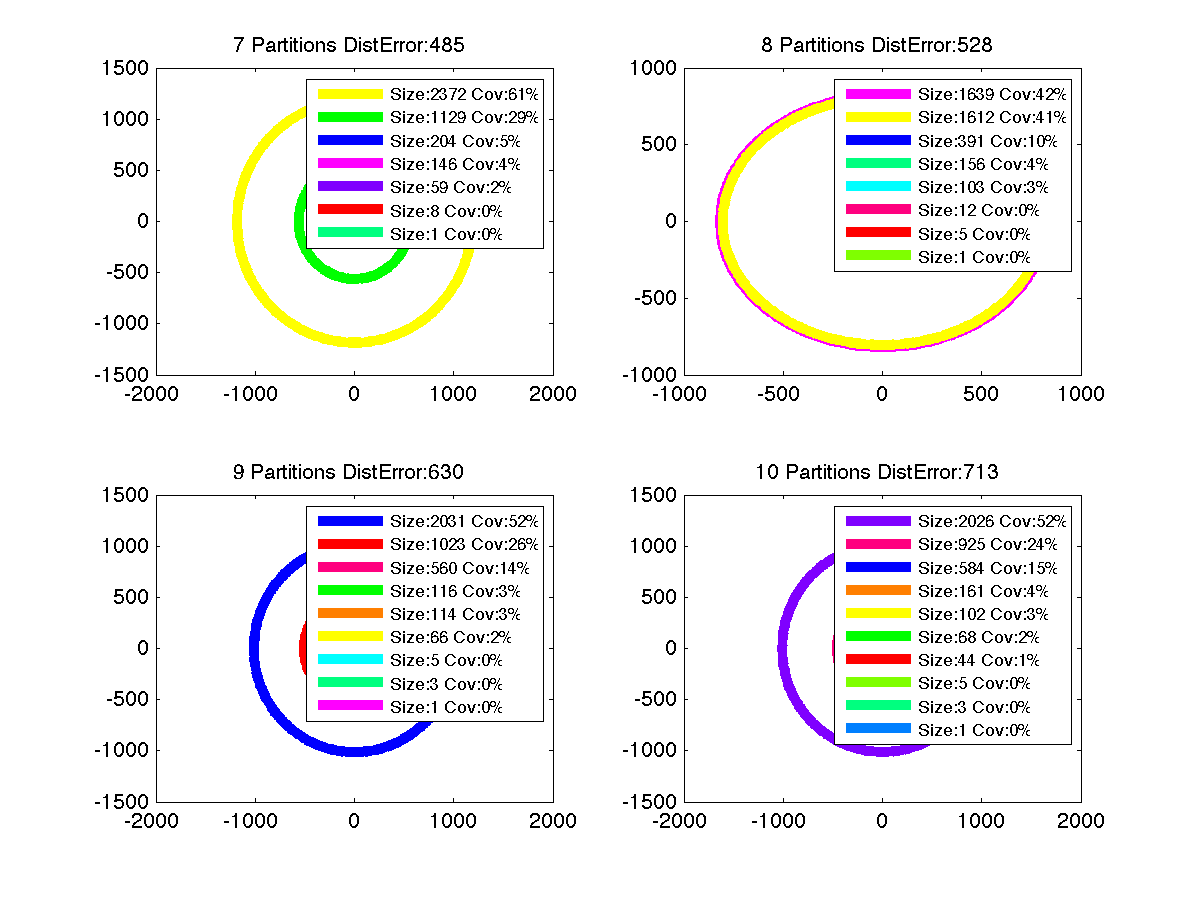 7 Partitions DistError:485
1500
1000
500
0
-500
-1000
-1500
-2000 -1000 0 1000 2000
Size:2372 Cov:61%
Size:1129 Cov:29%
Size:204 Cov:5%
Size:146 Cov:4%
Size:59 Cov:2%
Size:8 Cov:0%
Size:1 Cov:0%
8 Partitions DistError:528
1000
500
0
-500
-1000
-1000 -500 0 500 1000
Size:1639 Cov:42%
Size:1612 Cov:41%
Size:391 Cov:10%
Size:156 Cov:4%
Size:103 Cov:3%
Size:12 Cov:0%
Size:5 Cov:0%
Size:1 Cov:0%
9 Partitions DistError:630
1500
1000
500
0
-500
-1000
-1500
-2000 -1000 0 1000 2000
Size:2031 Cov:52%
Size:1023 Cov:26%
Size:560 Cov:14%
Size:116 Cov:3%
Size:114 Cov:3%
Size:66 Cov:2%
Size:5 Cov:0%
Size:3 Cov:0%
Size:1 Cov:0%
10 Partitions DistError:713
1500
1000
500
0
-500
-1000
-1500
-2000 -1000 0 1000 2000
Size:2026 Cov:52%
Size:925 Cov:24%
Size:584 Cov:15%
Size:161 Cov:4%
Size:102 Cov:3%
Size:68 Cov:2%
Size:44 Cov:1%
Size:5 Cov:0%
Size:3 Cov:0%
Size:1 Cov:0%